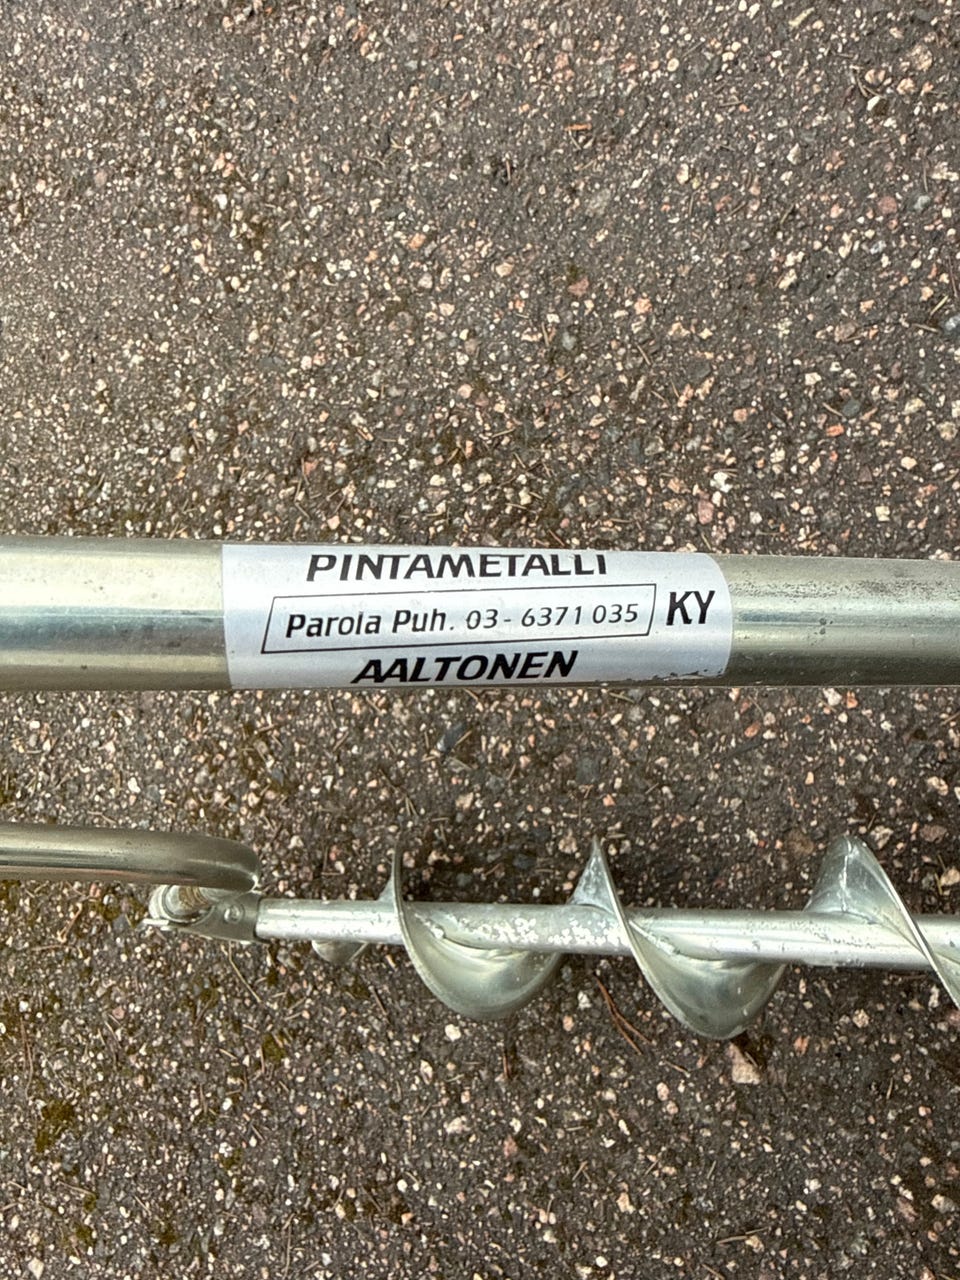 PINTAMETALLI
Parola Puh. 03-6371 035 KY
AALTONEN